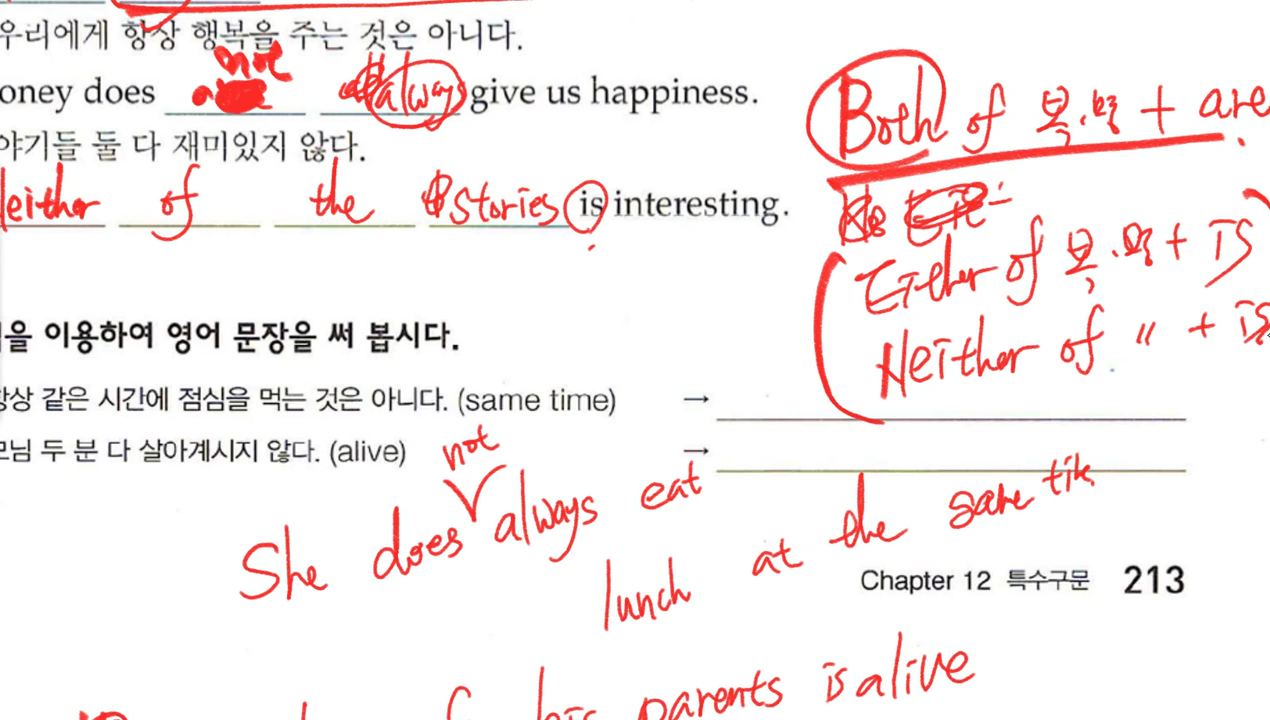 우리에게 항상 행복을 주는 것은 아니다.
oney does not always give us happiness.
야기들 둘 다 재미있지 않다.
Neither of the stories is interesting.
Both of 복.명 + are
Either of 복.명 + is
Neither of 〃 + is
을 이용하여 영어 문장을 써 봅시다.
항상 같은 시간에 점심을 먹는 것은 아니다. (same time) →
모님 두 분 다 살아계시지 않다. (alive) →
She does not always eat
lunch at the same
Chapter 12 특수구문 213
his parents is alive